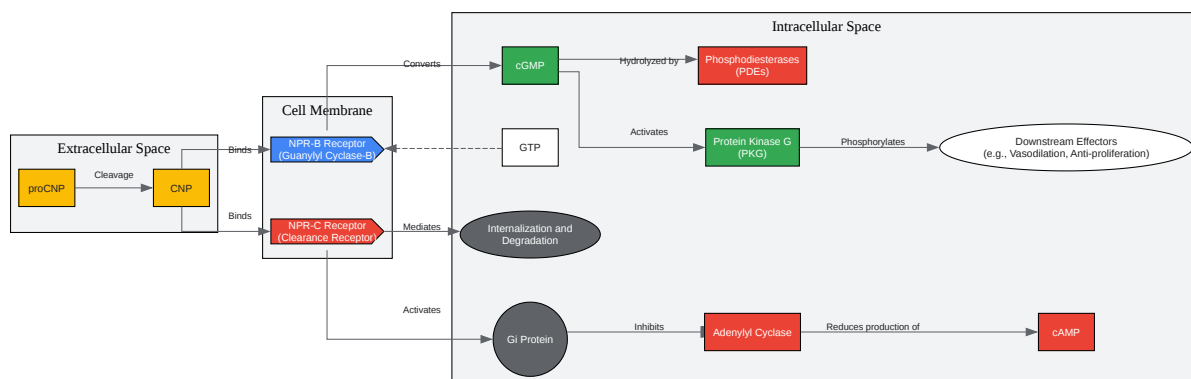 Extracellular Space
proCNP
Cleavage
CNP
Binds
Binds
Cell Membrane
NPR-B Receptor
(Guanylyl Cyclase-B)
NPR-C Receptor
(Clearance Receptor)
Converts
Mediates
Activates
Intracellular Space
cGMP
Hydrolyzed by
Phosphodiesterases
(PDEs)
GTP
Activates
Protein Kinase G
(PKG)
Phosphorylates
Downstream Effectors
(e.g., Vasodilation, Anti-proliferation)
Internalization and
Degradation
Gi Protein
Inhibits
Adenylyl Cyclase
Reduces production of
cAMP